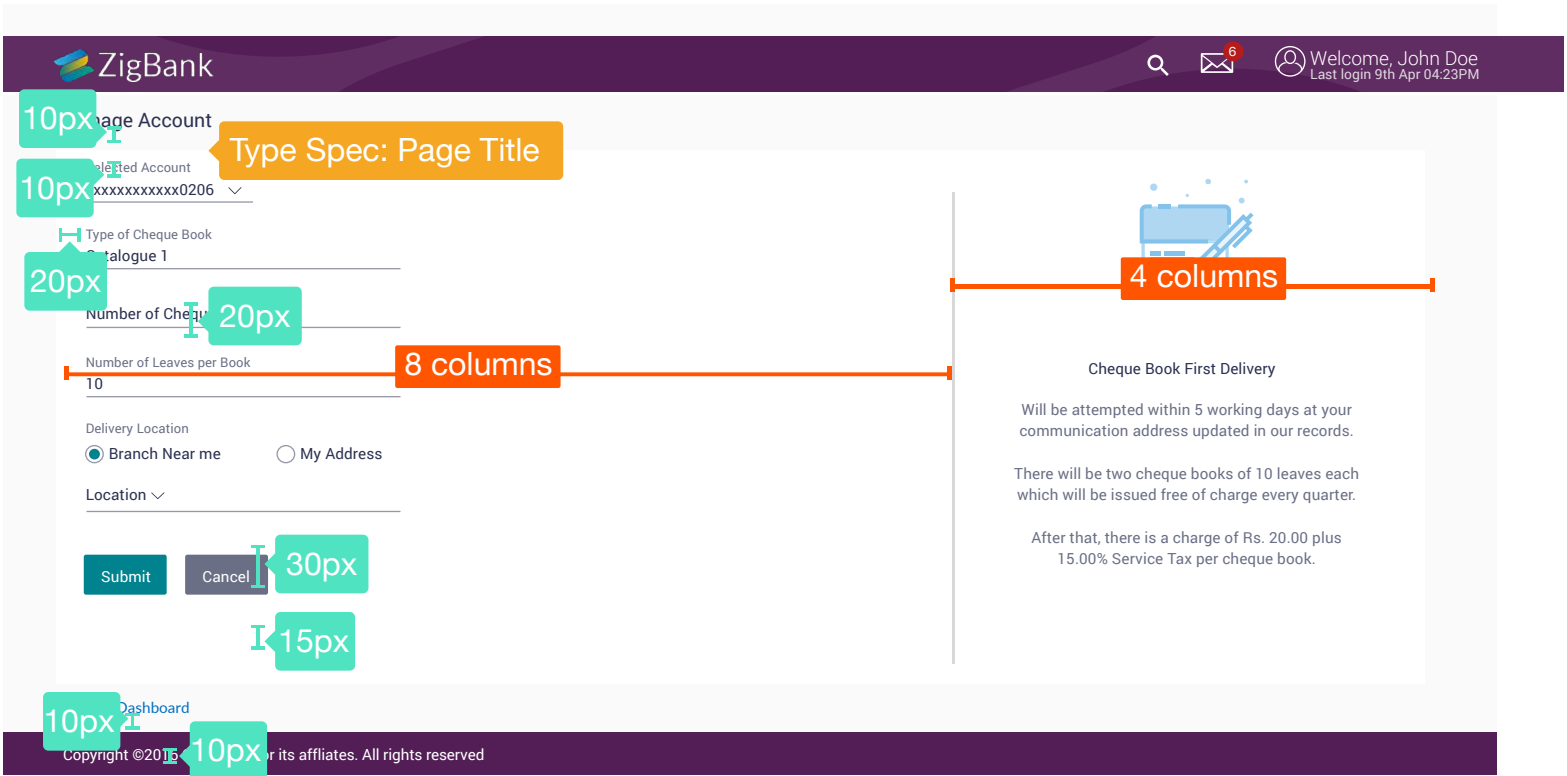 ZigBank
6
Welcome, John Doe
Last login 9th Apr 04:23PM
10px
age Account
Type Spec: Page Title
Selected Account
10px
xxxxxxxxxxx0206
Type of Cheque Book
Catalogue 1
20px
4 columns
Number of Chequ
20px
Number of Leaves per Book
8 columns
10
Cheque Book First Delivery
Will be attempted within 5 working days at your
communication address updated in our records.
There will be two cheque books of 10 leaves each
which will be issued free of charge every quarter.
After that, there is a charge of Rs. 20.00 plus
15.00% Service Tax per cheque book.
Delivery Location
Branch Near me
My Address
Location
Submit
Cancel
30px
15px
Dashboard
10px
Copyright ©2015
10px
r its affliates. All rights reserved